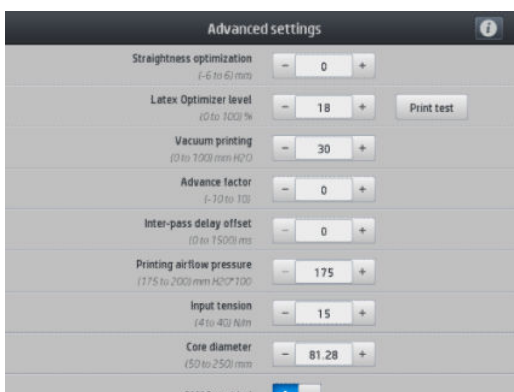 Advanced settings
i
Straightness optimization
(-6 to 6) mm
- 0 +
Latex Optimizer level
(0 to 100) %
- 18 +
Print test
Vacuum printing
(0 to 100) mm H2O
- 30 +
Advance factor
(-10 to 10)
- 0 +
Inter-pass delay offset
(0 to 1500) ms
- 0 +
Printing airflow pressure
(175 to 200) mm H2O*100
- 175 +
Input tension
(4 to 40) N/m
- 15 +
Core diameter
(50 to 250) mm
- 81.28 +